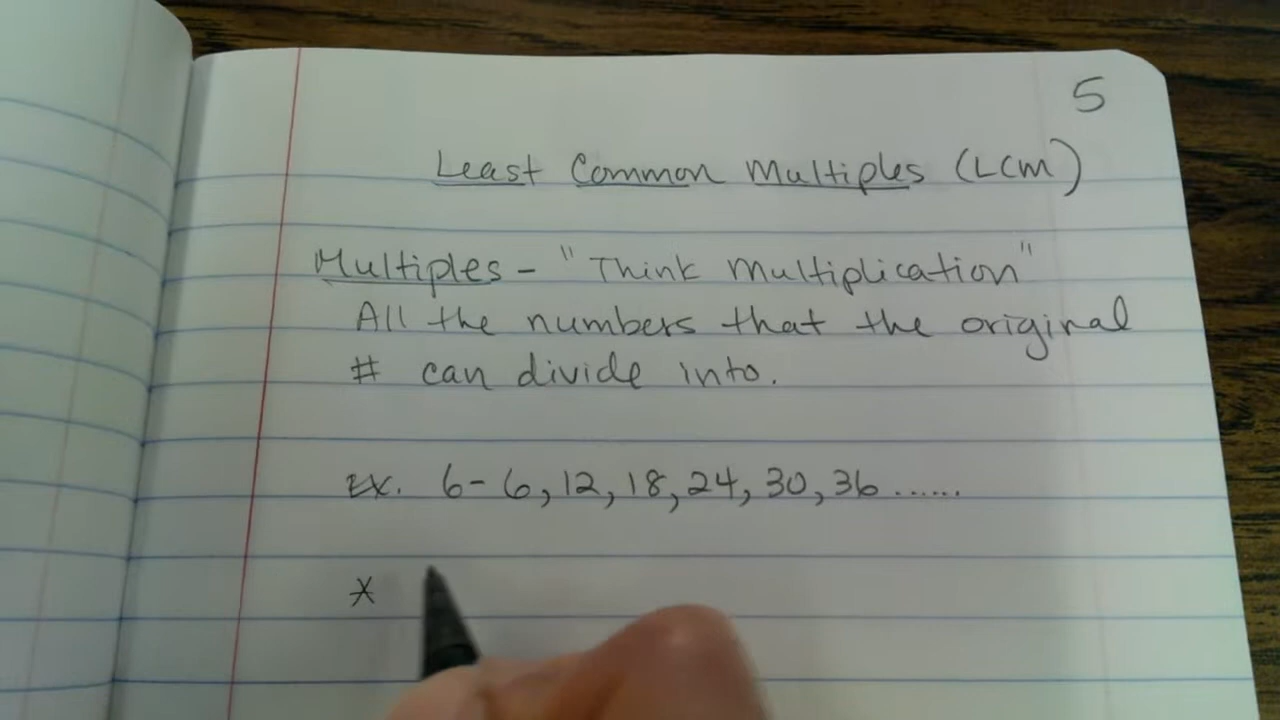 5
Least Common Multiples (LCM)
Multiples - "Think Multiplication"
All the numbers that the original
# can divide into.
Ex. 6 - 6, 12, 18, 24, 30, 36 ......
*